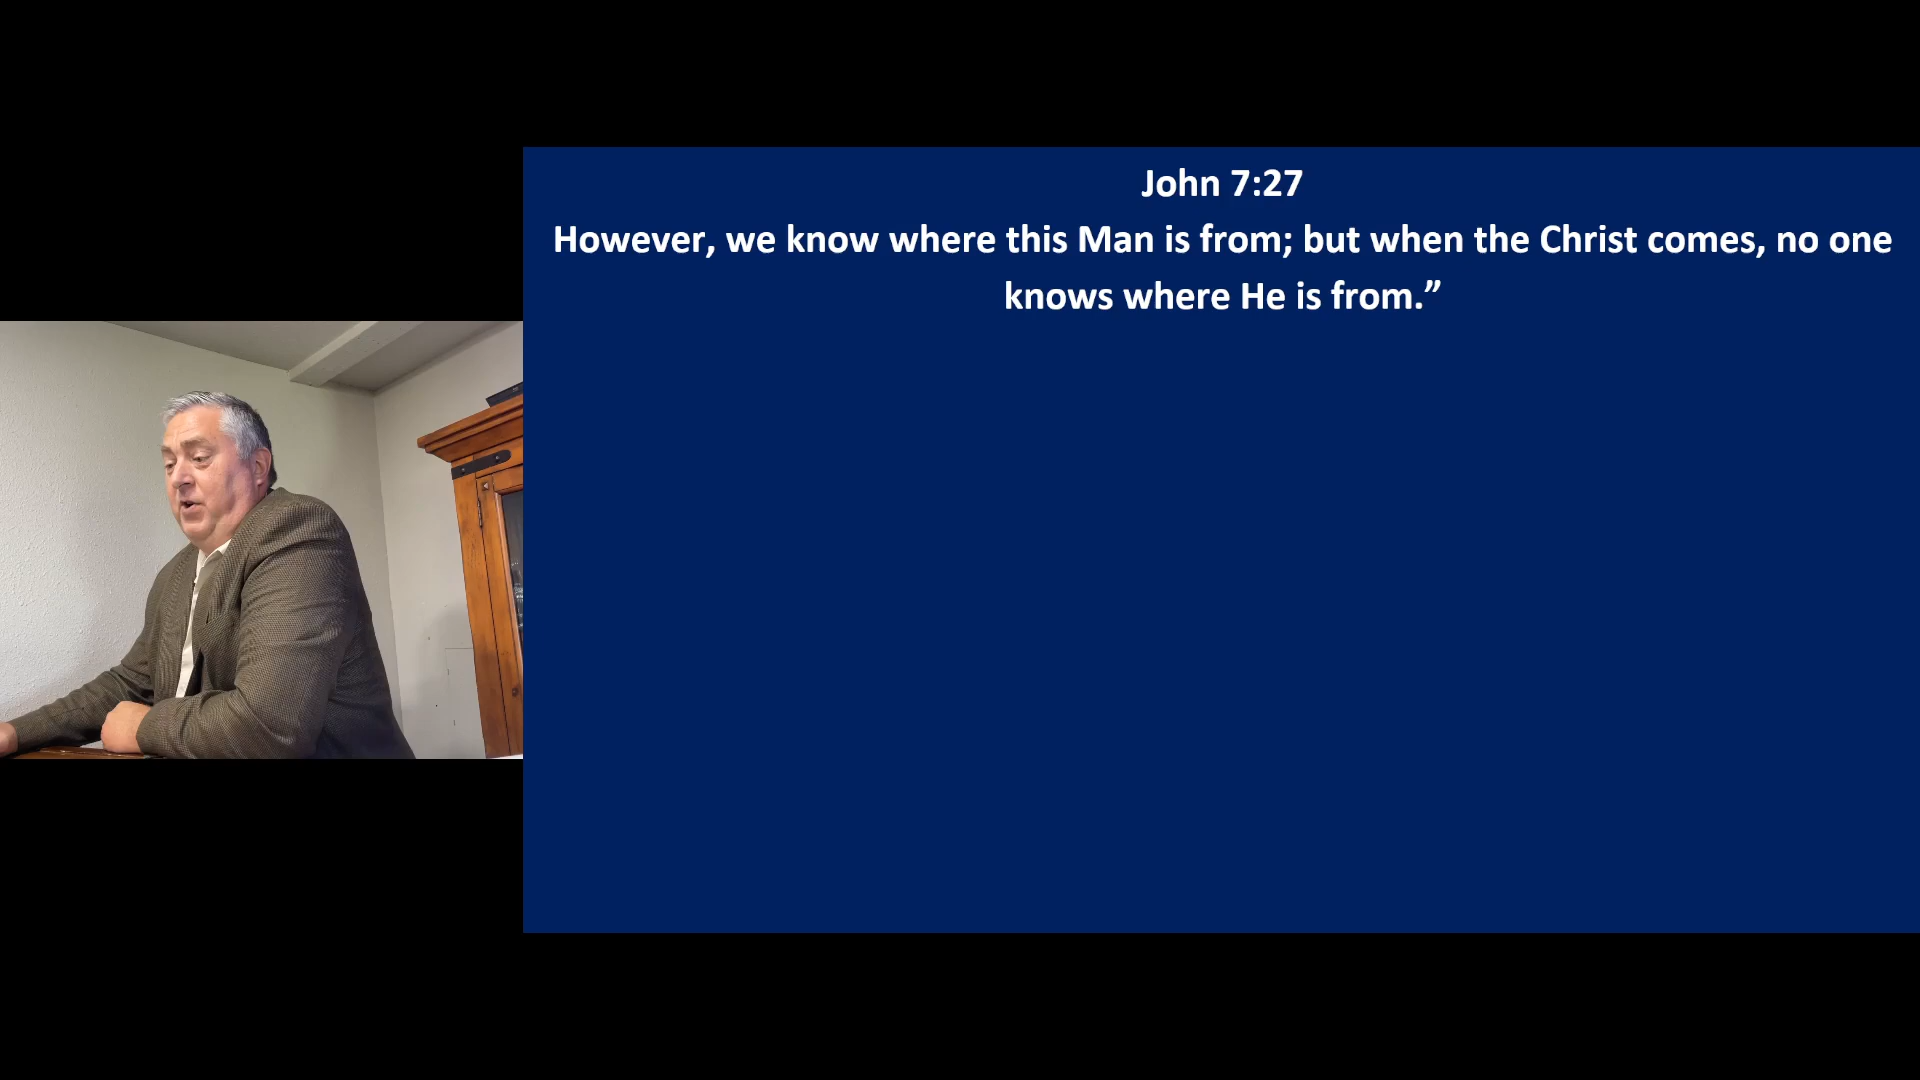 John 7:27
However, we know where this Man is from; but when the Christ comes, no one
knows where He is from.”